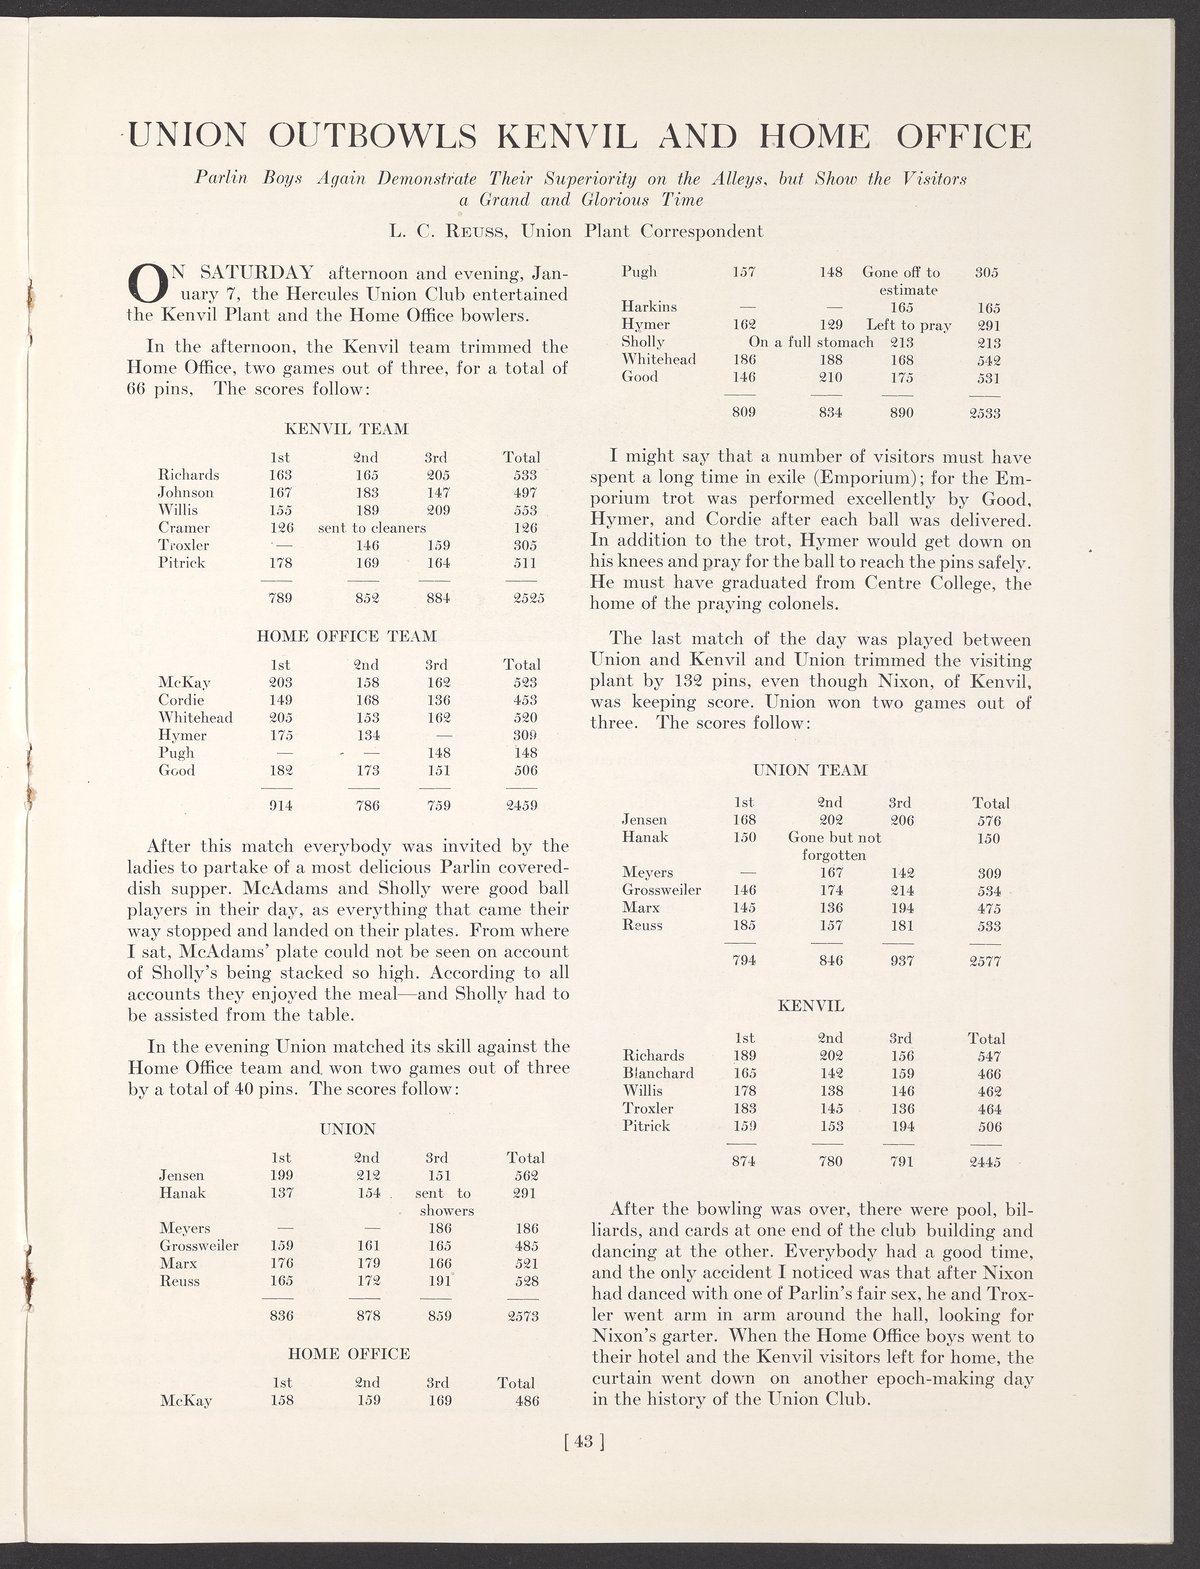 UNION OUTBOWLS KENVIL AND HOME OFFICE
Parlin Boys Again Demonstrate Their Superiority on the Alleys, but Show the Visitors
a Grand and Glorious Time
L. C. REUSS, Union Plant Correspondent
ON SATURDAY afternoon and evening, Jan-
uary 7, the Hercules Union Club entertained
the Kenvil Plant and the Home Office bowlers.
In the afternoon, the Kenvil team trimmed the
Home Office, two games out of three, for a total of
66 pins, The scores follow:
KENVIL TEAM
1st 2nd 3rd Total
Richards 163 165 205 533
Johnson 167 183 147 497
Willis 155 189 209 553
Cramer 126 sent to cleaners 126
Troxler — 146 159 305
Pitrick 178 169 164 511
789 852 884 2525
HOME OFFICE TEAM
1st 2nd 3rd Total
McKay 203 158 162 523
Cordie 149 168 136 453
Whitehead 205 153 162 520
Hymer 175 134 — 309
Pugh — — 148 148
Good 182 173 151 506
914 786 759 2459
After this match everybody was invited by the
ladies to partake of a most delicious Parlin covered-
dish supper. McAdams and Sholly were good ball
players in their day, as everything that came their
way stopped and landed on their plates. From where
I sat, McAdams' plate could not be seen on account
of Sholly's being stacked so high. According to all
accounts they enjoyed the meal—and Sholly had to
be assisted from the table.
In the evening Union matched its skill against the
Home Office team and won two games out of three
by a total of 40 pins. The scores follow:
UNION
1st 2nd 3rd Total
Jensen 199 212 151 562
Hanak 137 154 sent to 291
showers
Meyers — — 186 186
Grossweiler 159 161 165 485
Marx 176 179 166 521
Reuss 165 172 191 528
836 878 859 2573
HOME OFFICE
1st 2nd 3rd Total
McKay 158 159 169 486
Pugh 157 148 Gone off to 305
estimate
Harkins — — 165 165
Hymer 162 129 Left to pray 291
Sholly On a full stomach 213 213
Whitehead 186 188 168 542
Good 146 210 175 531
809 834 890 2533
I might say that a number of visitors must have
spent a long time in exile (Emporium); for the Em-
porium trot was performed excellently by Good,
Hymer, and Cordie after each ball was delivered.
In addition to the trot, Hymer would get down on
his knees and pray for the ball to reach the pins safely.
He must have graduated from Centre College, the
home of the praying colonels.
The last match of the day was played between
Union and Kenvil and Union trimmed the visiting
plant by 132 pins, even though Nixon, of Kenvil,
was keeping score. Union won two games out of
three. The scores follow:
UNION TEAM
1st 2nd 3rd Total
Jensen 168 202 206 576
Hanak 150 Gone but not 150
forgotten
Meyers — 167 142 309
Grossweiler 146 174 214 534
Marx 145 136 194 475
Reuss 185 157 181 533
794 846 937 2577
KENVIL
1st 2nd 3rd Total
Richards 189 202 156 547
Blanchard 165 142 159 466
Willis 178 138 146 462
Troxler 183 145 136 464
Pitrick 159 153 194 506
874 780 791 2445
After the bowling was over, there were pool, bil-
liards, and cards at one end of the club building and
dancing at the other. Everybody had a good time,
and the only accident I noticed was that after Nixon
had danced with one of Parlin's fair sex, he and Trox-
ler went arm in arm around the hall, looking for
Nixon's garter. When the Home Office boys went to
their hotel and the Kenvil visitors left for home, the
curtain went down on another epoch-making day
in the history of the Union Club.
[ 43 ]